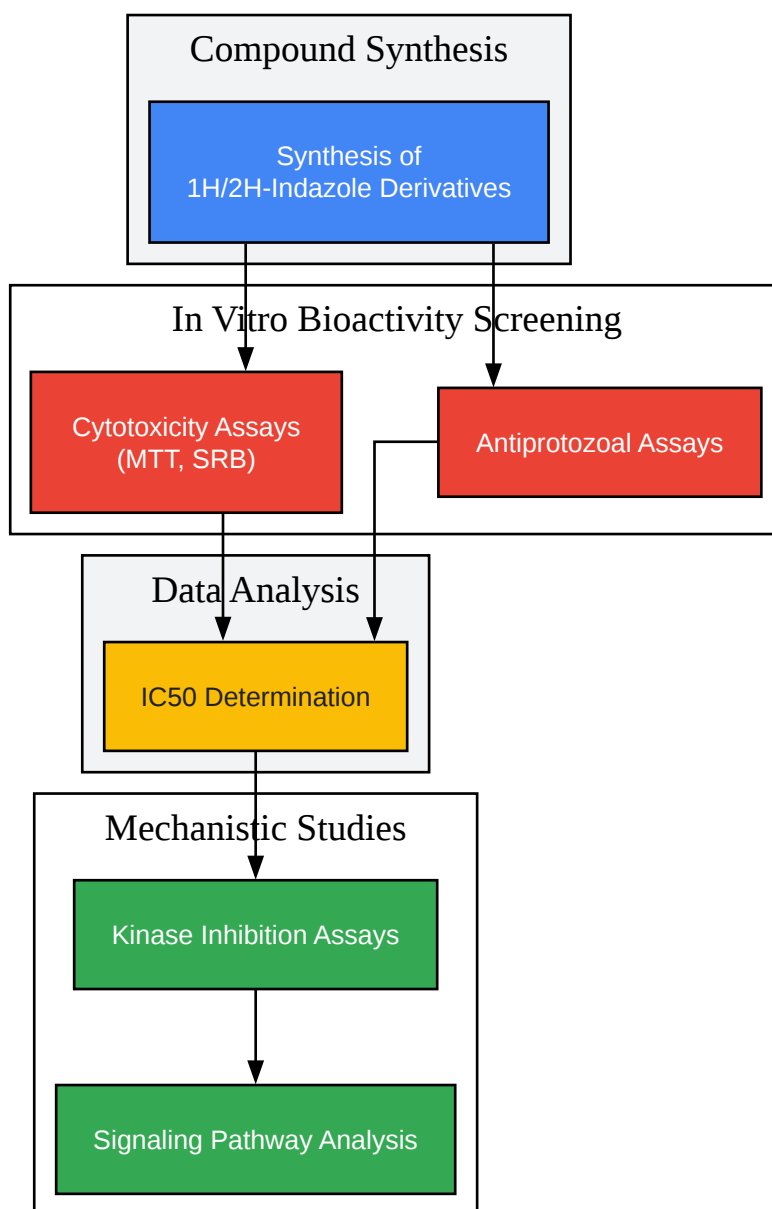 Compound Synthesis
Synthesis of
1H/2H-Indazole Derivatives
In Vitro Bioactivity Screening
Cytotoxicity Assays
(MTT, SRB)
Antiprotozoal Assays
Data Analysis
IC50 Determination
Mechanistic Studies
Kinase Inhibition Assays
Signaling Pathway Analysis